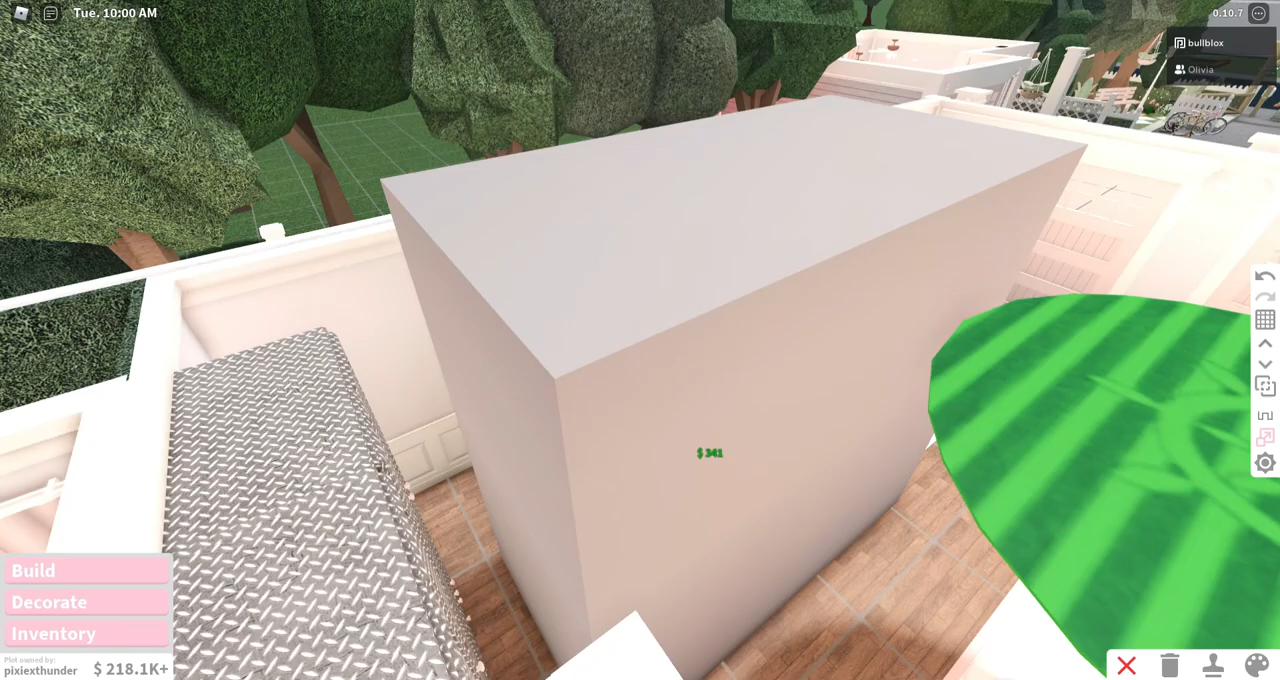 Tue. 10:00 AM
0.10.7
bullblox
Olivia
$ 341
Build
Decorate
Inventory
Plot owned by:
pixiexthunder
$ 218.1K+